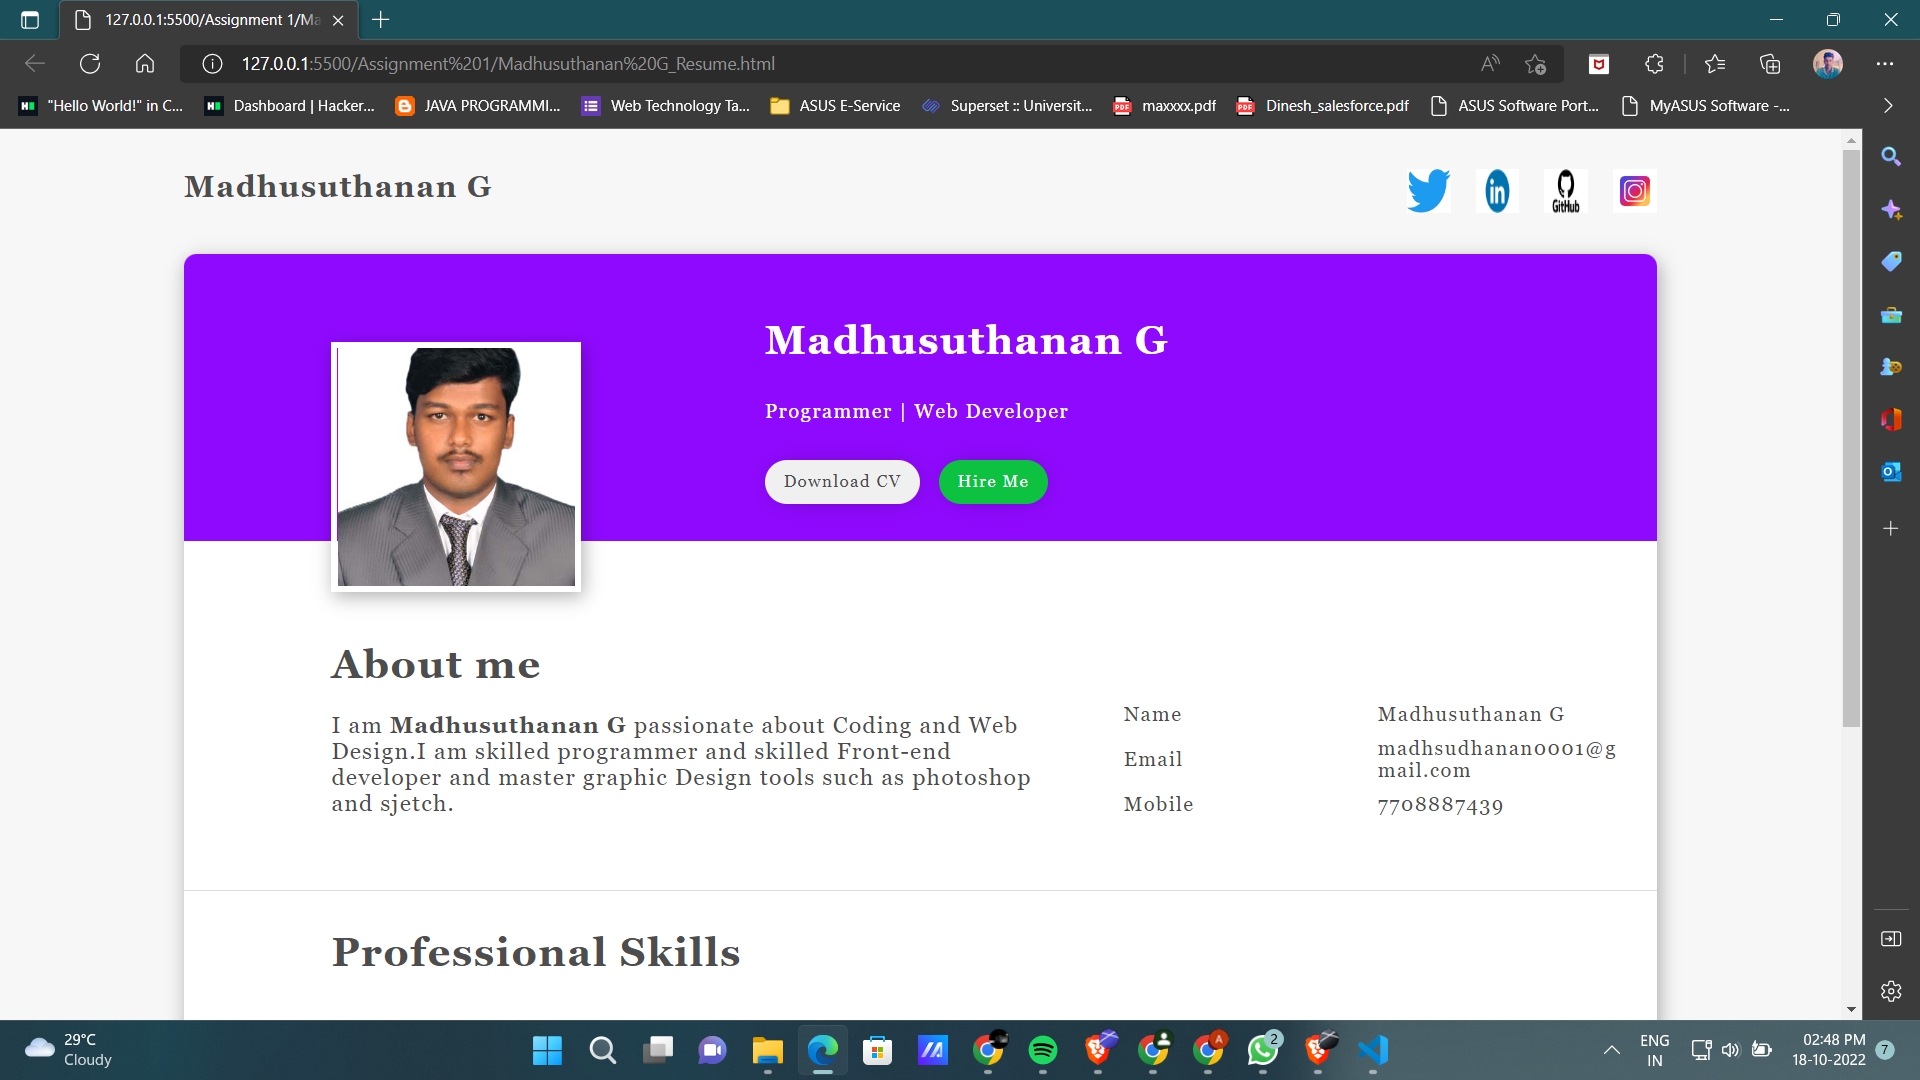 127.0.0.1:5500/Assignment 1/Ma
127.0.0.1:5500/Assignment%201/Madhusuthanan%20G_Resume.html
"Hello World!" in C...
Dashboard | Hacker...
JAVA PROGRAMMI...
Web Technology Ta...
ASUS E-Service
Superset :: Universit...
maxxxx.pdf
Dinesh_salesforce.pdf
ASUS Software Port...
MyASUS Software -...
Madhusuthanan G
GitHub
Madhusuthanan G
Programmer | Web Developer
Download CV
Hire Me
About me
I am Madhusuthanan G passionate about Coding and Web
Design.I am skilled programmer and skilled Front-end
developer and master graphic Design tools such as photoshop
and sjetch.
Name
Madhusuthanan G
Email
madhsudhanan0001@g
mail.com
Mobile
7708887439
Professional Skills
29°C
Cloudy
A
2
ENG
IN
02:48 PM
18-10-2022
7